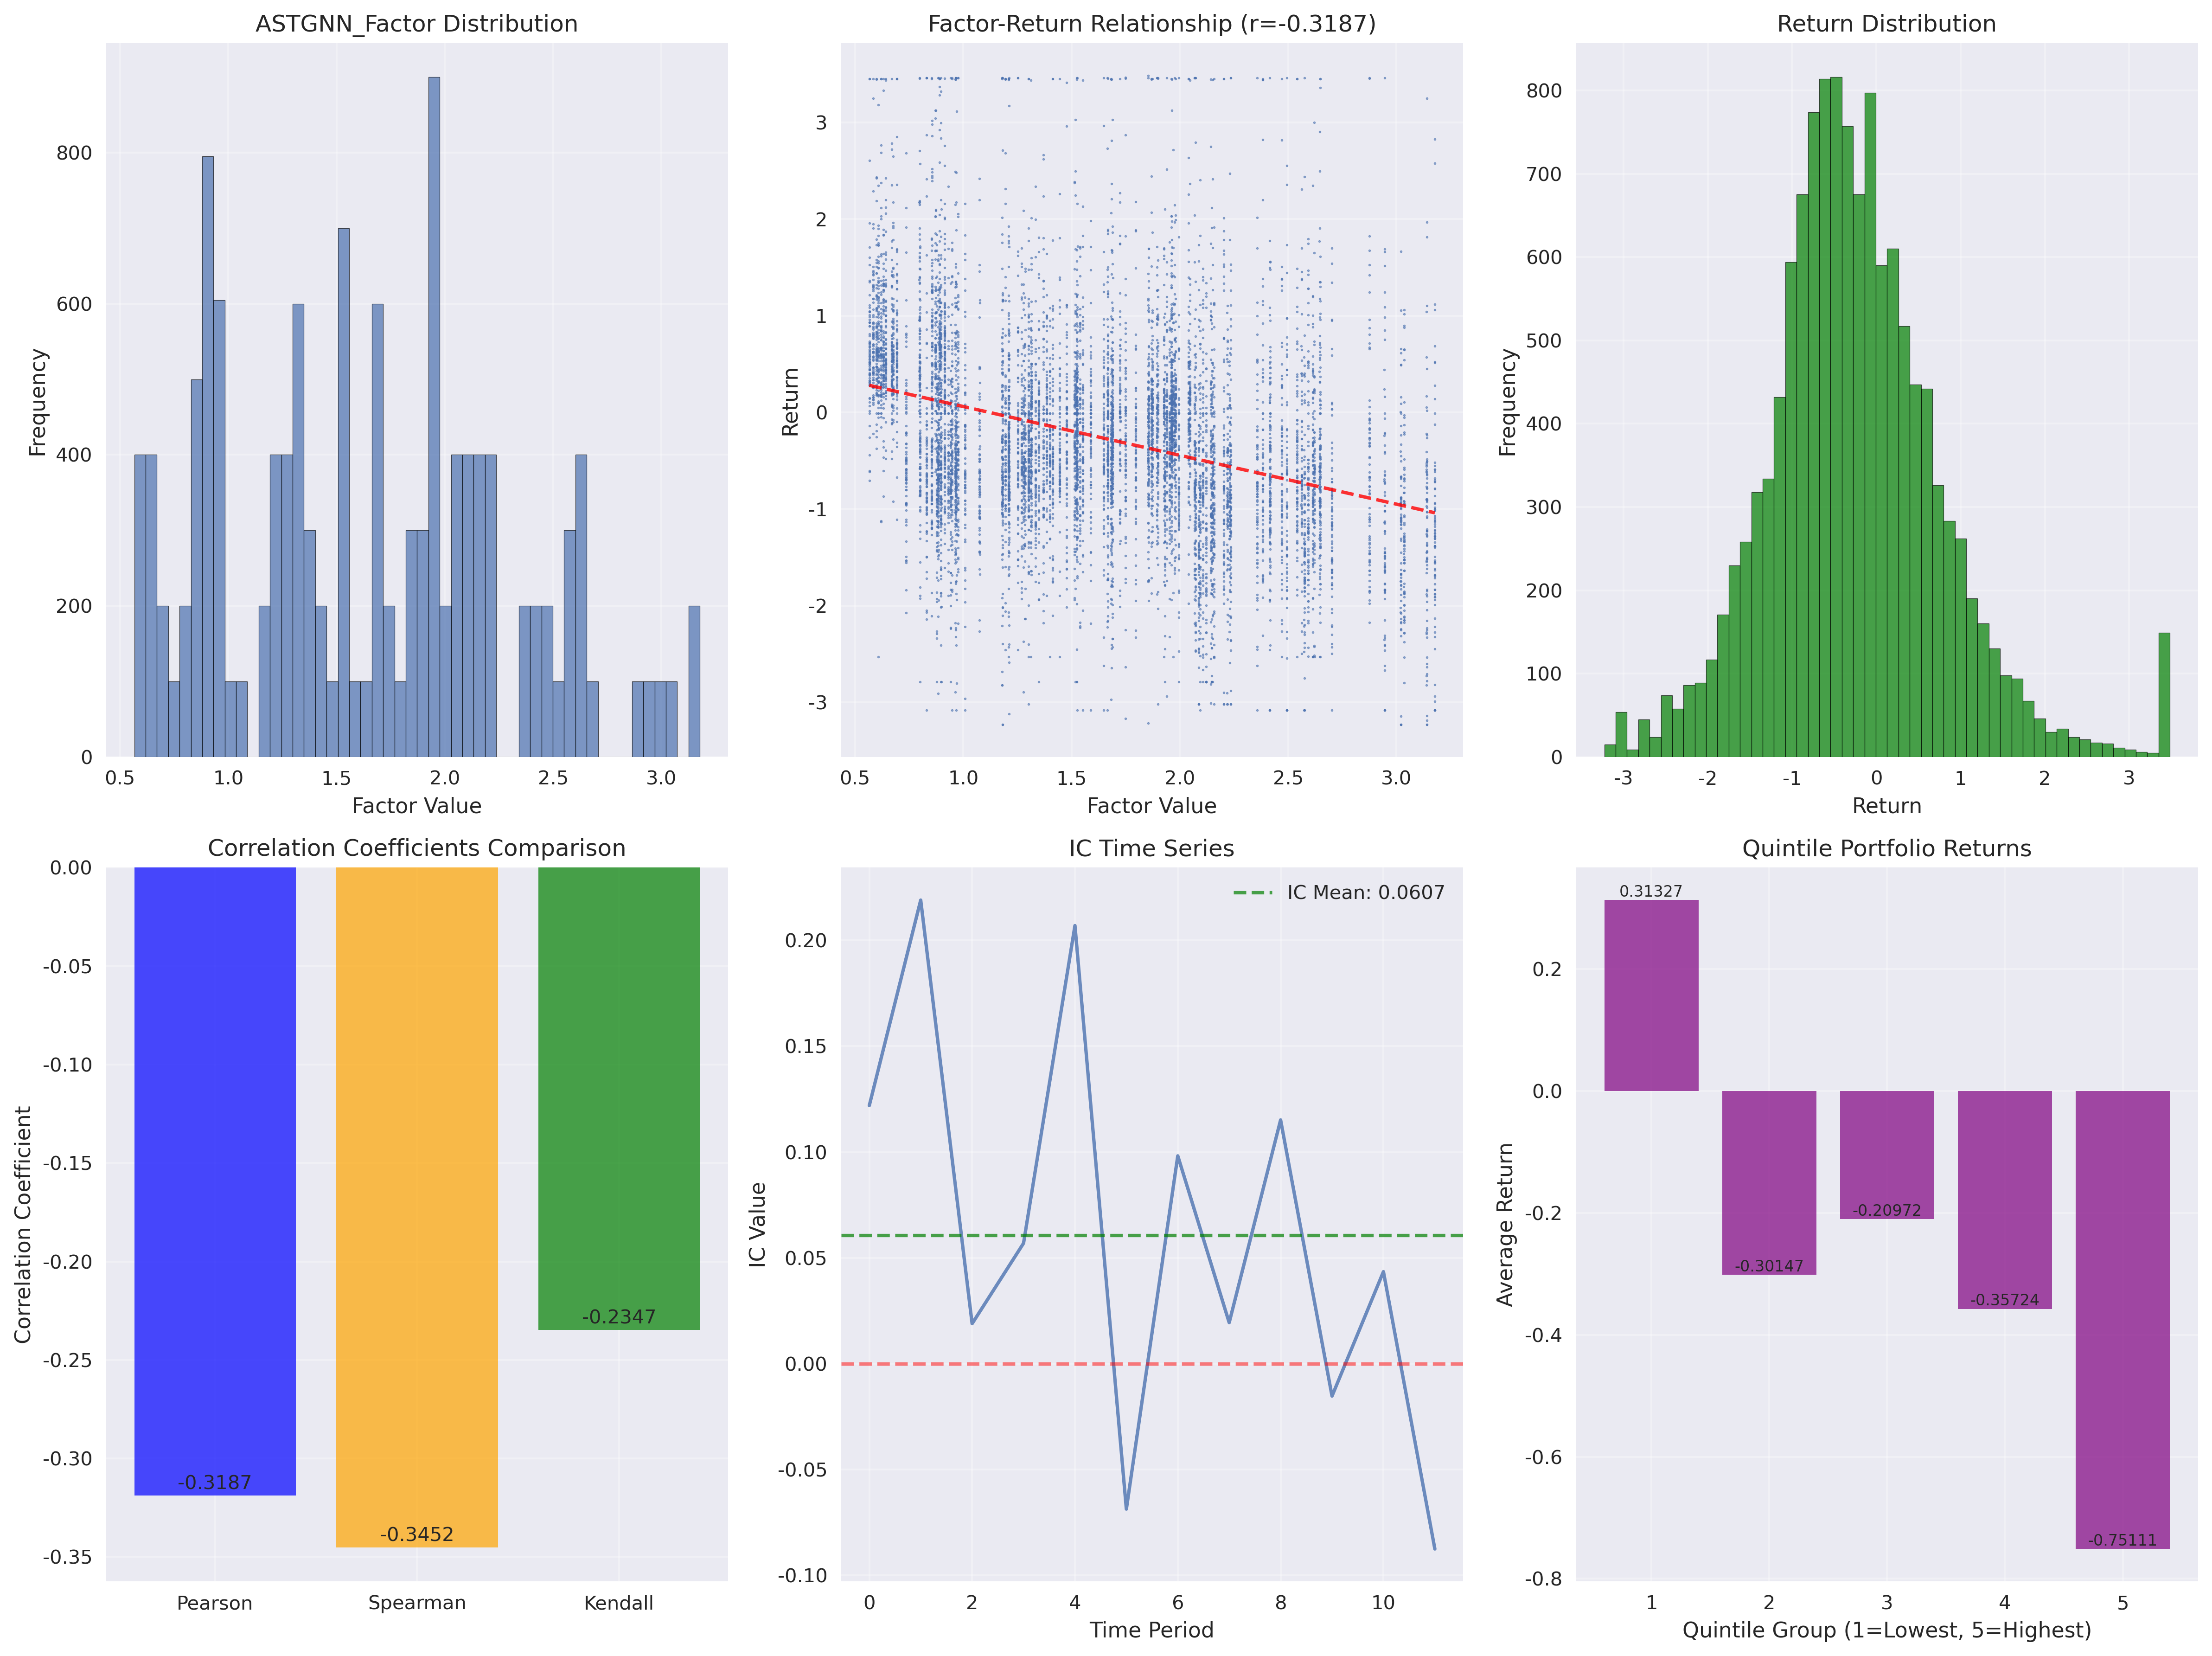 ASTGNN_Factor Distribution
Frequency
800
600
400
200
0
0.5 1.0 1.5 2.0 2.5 3.0
Factor Value
Factor-Return Relationship (r=-0.3187)
Return
3
2
1
0
-1
-2
-3
0.5 1.0 1.5 2.0 2.5 3.0
Factor Value
Return Distribution
Frequency
800
700
600
500
400
300
200
100
0
-3 -2 -1 0 1 2 3
Return
Correlation Coefficients Comparison
Correlation Coefficient
0.00
-0.05
-0.10
-0.15
-0.20
-0.25
-0.30
-0.35
-0.3187
-0.3452
-0.2347
Pearson Spearman Kendall
IC Time Series
IC Mean: 0.0607
IC Value
0.20
0.15
0.10
0.05
0.00
-0.05
-0.10
0 2 4 6 8 10
Time Period
Quintile Portfolio Returns
Average Return
0.2
0.0
-0.2
-0.4
-0.6
-0.8
0.31327
-0.30147
-0.20972
-0.35724
-0.75111
1 2 3 4 5
Quintile Group (1=Lowest, 5=Highest)